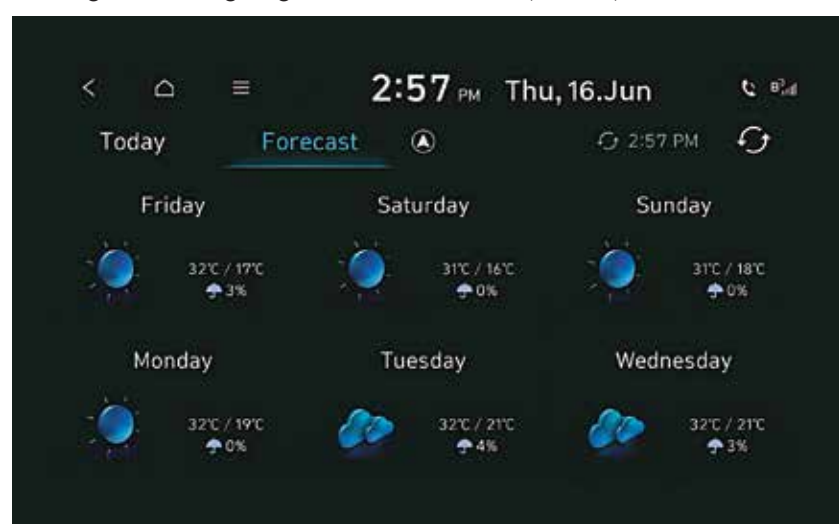 2:57 PM Thu, 16.Jun
Today Forecast 2:57 PM
Friday Saturday Sunday
32℃ / 17℃ 31℃ / 16℃ 31℃ / 18℃
3% 0% 0%
Monday Tuesday Wednesday
32℃ / 19℃ 32℃ / 21℃ 32℃ / 21℃
0% 4% 3%